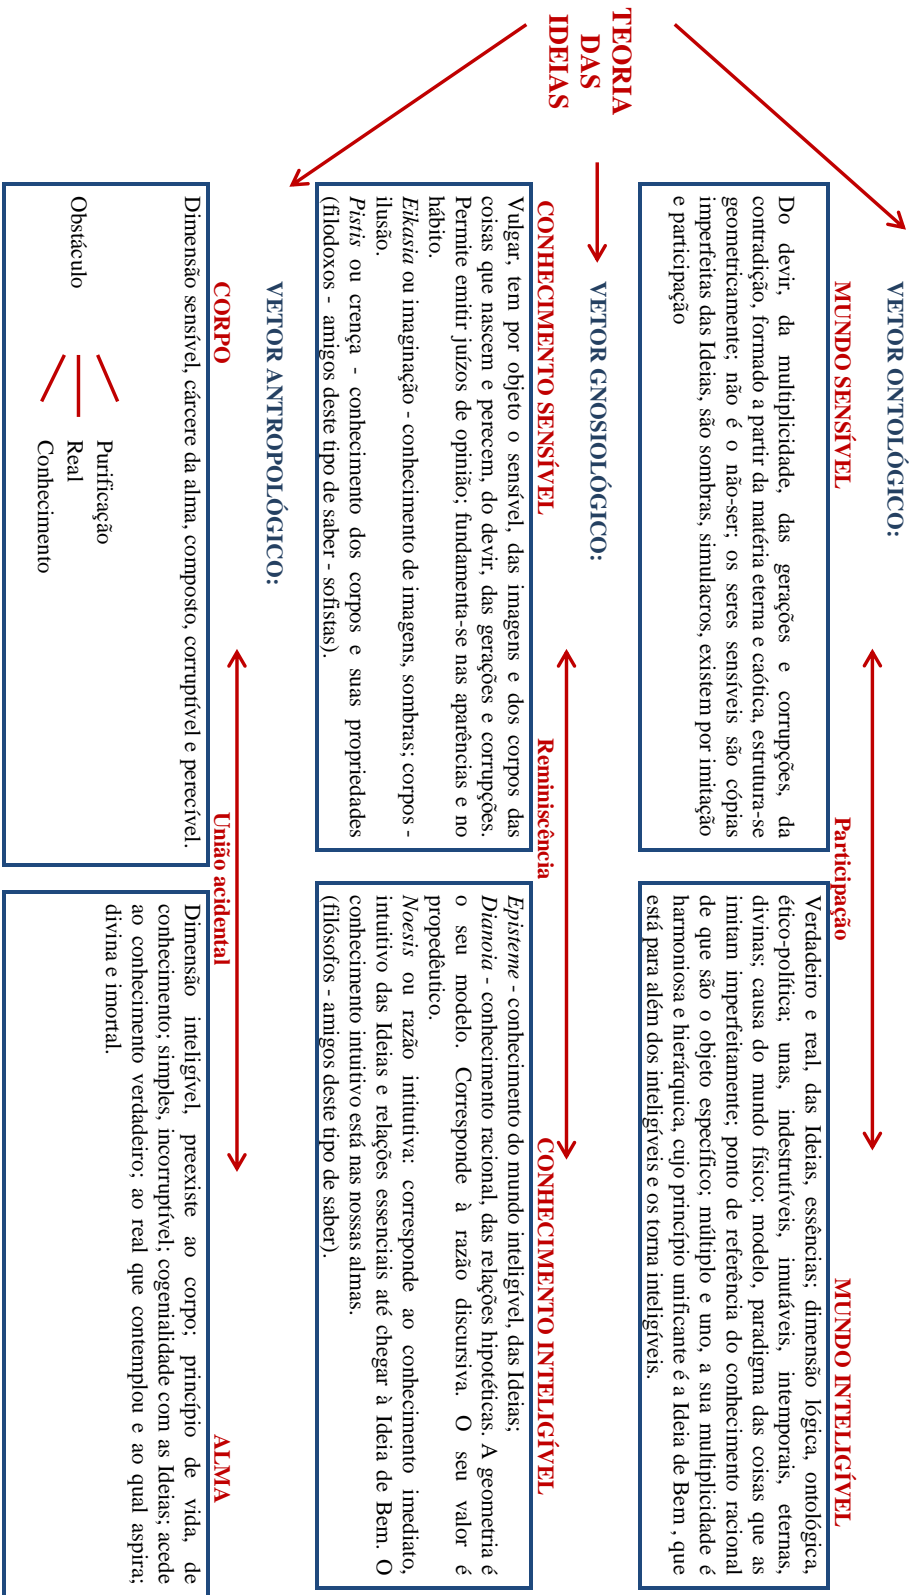 TEORIA
DAS
IDEIAS
VETOR ONTOLÓGICO:
MUNDO SENSÍVEL
Participação
MUNDO INTELIGÍVEL
Do devir, da multiplicidade, das gerações e corrupções, da
contradição, formado a partir da matéria eterna e caótica, estrutura-se
geometricamente; não é o não-ser; os seres sensíveis são cópias
imperfeitas das Ideias, são sombras, simulacros, existem por imitação
e participação
Verdadeiro e real, das Ideias, essências; dimensão lógica, ontológica,
ético-política; unas, indestrutíveis, imutáveis, intemporais, eternas,
divinas; causa do mundo físico; modelo, paradigma das coisas que as
imitam imperfeitamente; ponto de referência do conhecimento racional
de que são o objeto específico; múltiplo e uno, a sua multiplicidade é
harmoniosa e hierárquica, cujo princípio unificante é a Ideia de Bem , que
está para além dos inteligíveis e os torna inteligíveis.
VETOR GNOSIOLÓGICO:
CONHECIMENTO SENSÍVEL
Reminiscência
CONHECIMENTO INTELIGÍVEL
Vulgar, tem por objeto o sensível, das imagens e dos corpos das
coisas que nascem e perecem, do devir, das gerações e corrupções.
Permite emitir juízos de opinião; fundamenta-se nas aparências e no
hábito.
Eikasia ou imaginação - conhecimento de imagens, sombras; corpos -
ilusão.
Pistis ou crença - conhecimento dos corpos e suas propriedades
(filodoxos - amigos deste tipo de saber - sofistas).
Episteme - conhecimento do mundo inteligível, das Ideias;
Dianoia - conhecimento racional, das relações hipotéticas. A geometria é
o seu modelo. Corresponde à razão discursiva. O seu valor é
propedêutico.
Noesis ou razão intitutiva: corresponde ao conhecimento imediato,
intuitivo das Ideias e relações essenciais até chegar à Ideia de Bem. O
conhecimento intuitivo está nas nossas almas.
(filósofos - amigos deste tipo de saber).
VETOR ANTROPOLÓGICO:
CORPO
União acidental
ALMA
Dimensão sensível, cárcere da alma, composto, corruptível e perecível.
Purificação
Obstáculo Real
Conhecimento
Dimensão inteligível, preexiste ao corpo; princípio de vida, de
conhecimento; simples, incorruptível; cogenialidade com as Ideias; acede
ao conhecimento verdadeiro; ao real que contemplou e ao qual aspira;
divina e imortal.